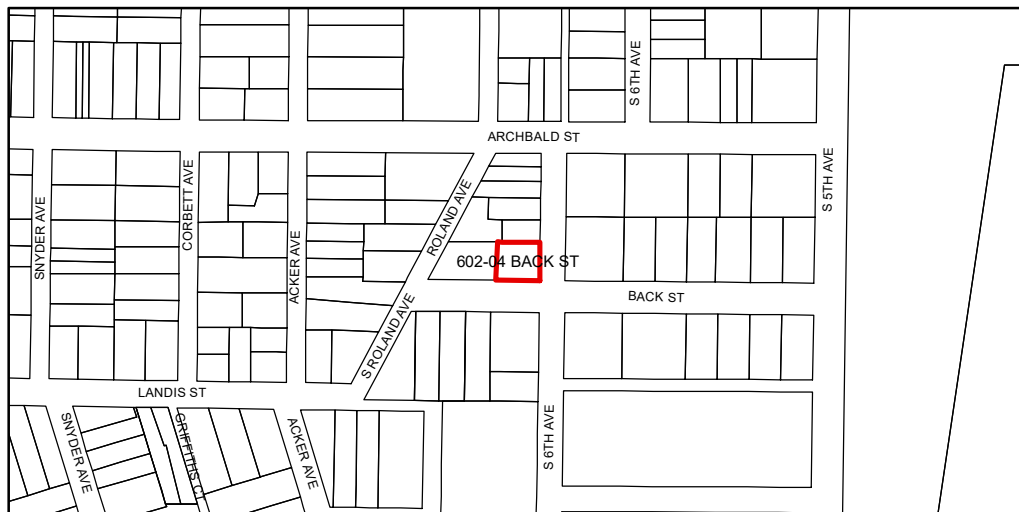 S 6TH AVE
ARCHBALD ST
S 5TH AVE
CORBETT AVE
ROLAND AVE
SNYDER AVE
ACKER AVE
602-04 BACK ST
BACK ST
S ROLAND AVE
LANDIS ST
SNYDER AVE
GRIFFITHS CT
ACKER AVE
S 6TH AVE